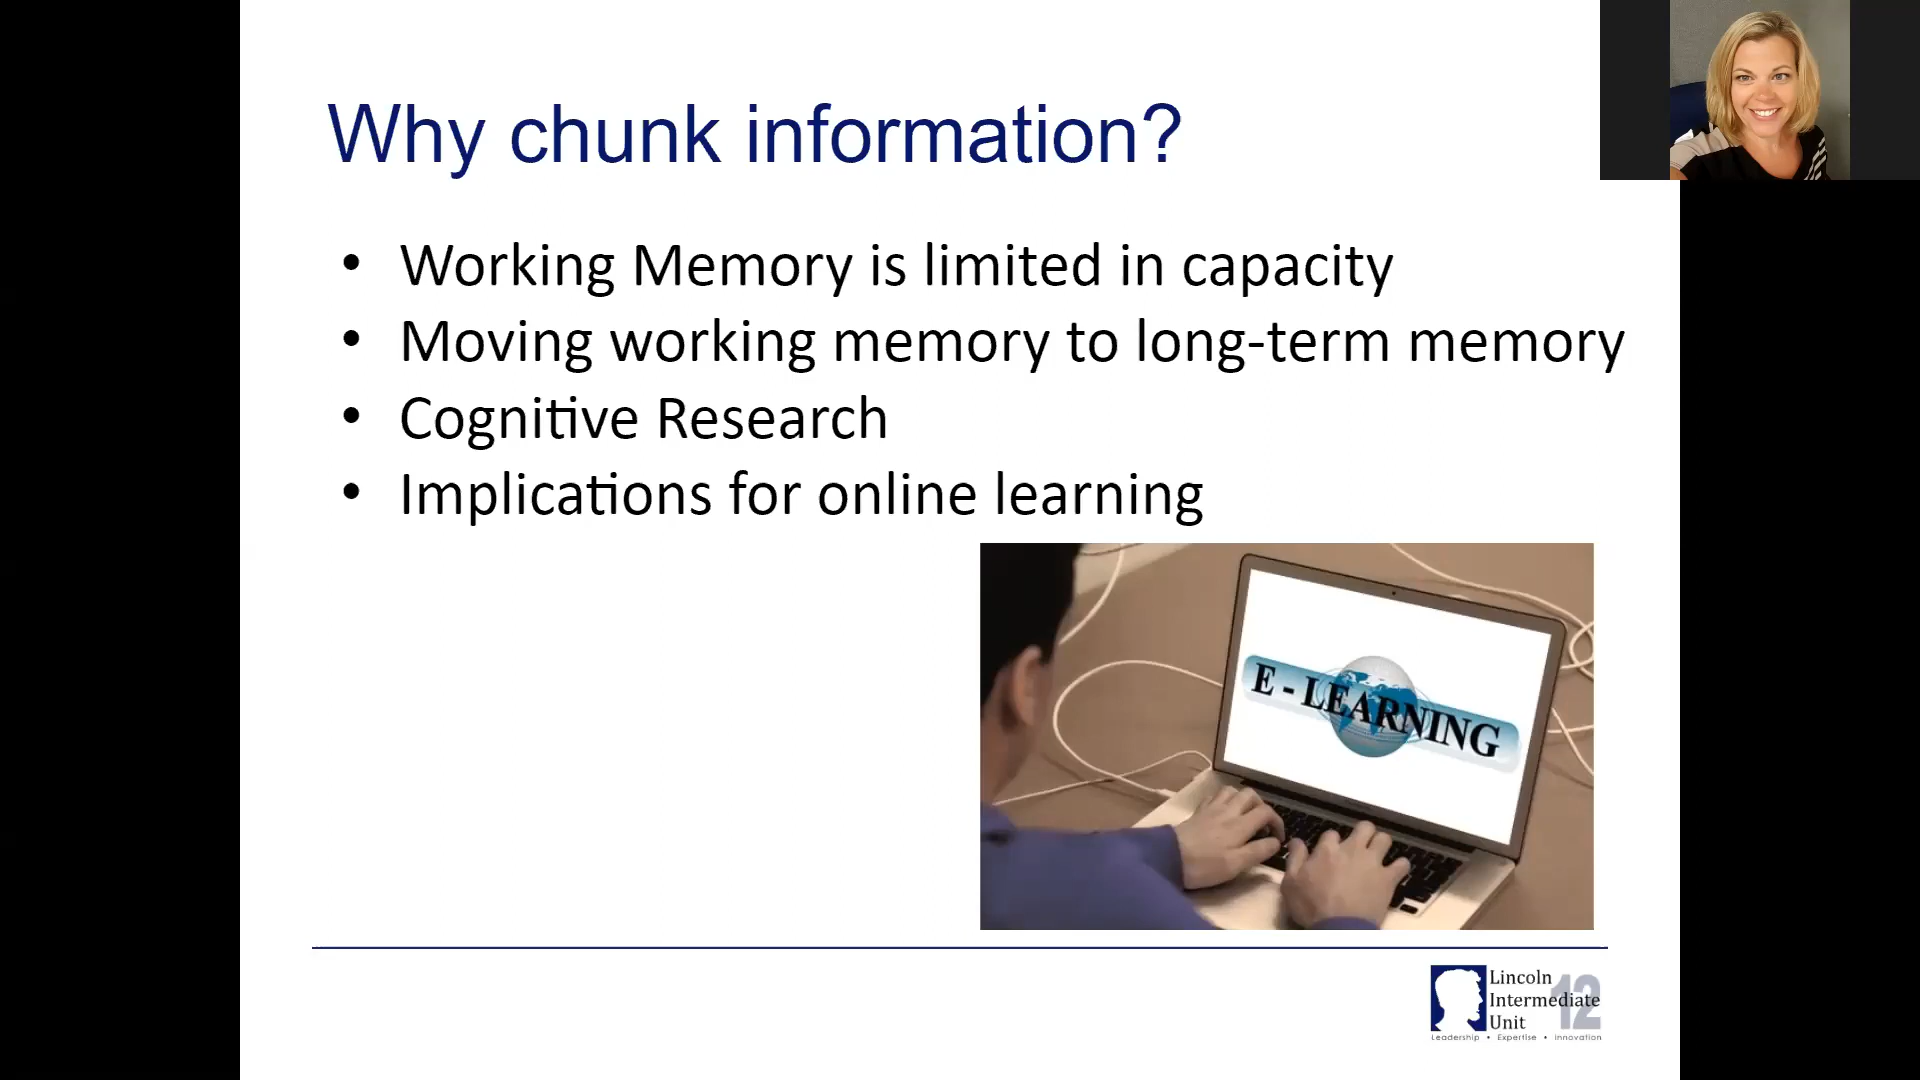 Why chunk information?
• Working Memory is limited in capacity
• Moving working memory to long-term memory
• Cognitive Research
• Implications for online learning
E - LEARNING
Lincoln
Intermediate
Unit
12
Leadership • Expertise • Innovation